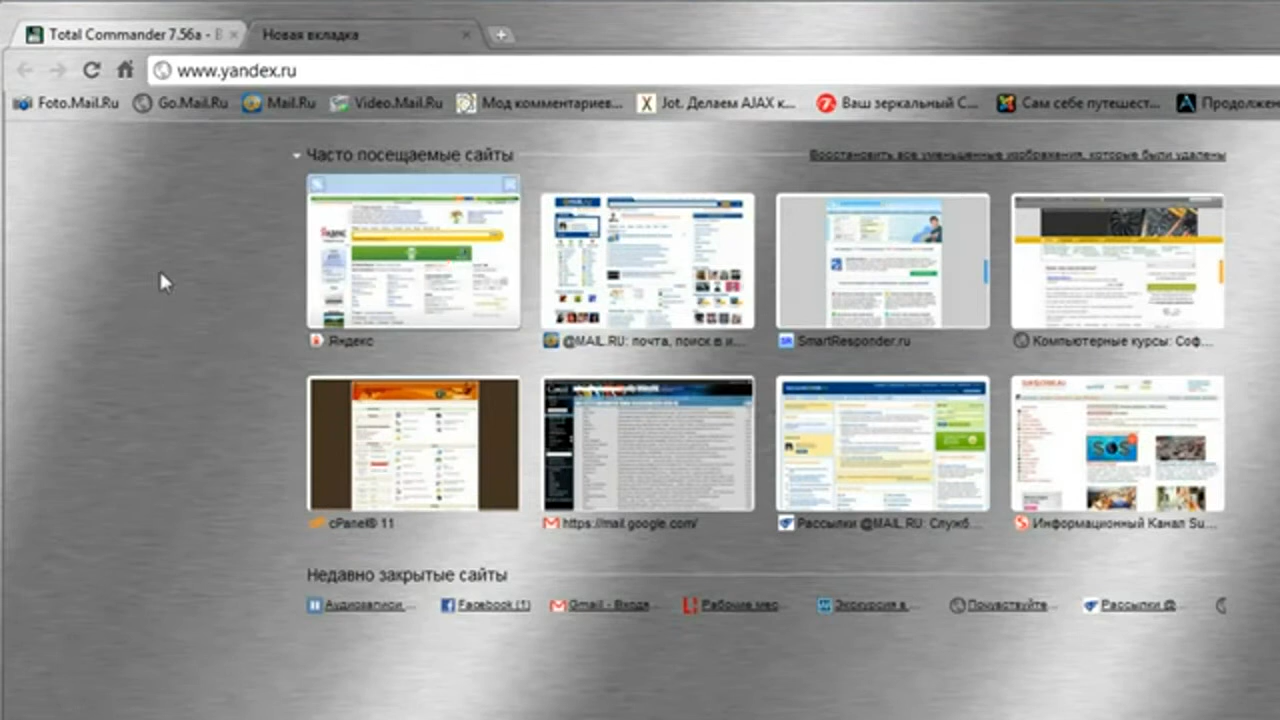 Total Commander 7.56a - В
Новая вкладка
www.yandex.ru
Foto.Mail.Ru
Go.Mail.Ru
Mail.Ru
Video.Mail.Ru
Мод комментариев...
Jot. Делаем AJAX к...
Ваш зеркальный С...
Сам себе путешест...
Продолжен
Часто посещаемые сайты
Восстановить все уменьшенные изображения, которые были удалены
Яндекс
@MAIL.RU: почта, поиск в и...
SmartResponder.ru
Компьютерные курсы: Соф...
cPanel® 11
https://mail.google.com/
Рассылки @MAIL.RU: Служб...
Информационный Канал Su...
Недавно закрытые сайты
Аудиозаписи ...
Facebook (1)
Gmail - Входя...
Рабочие мес...
Экскурсия в ...
Почувствуйте...
Рассылки @...